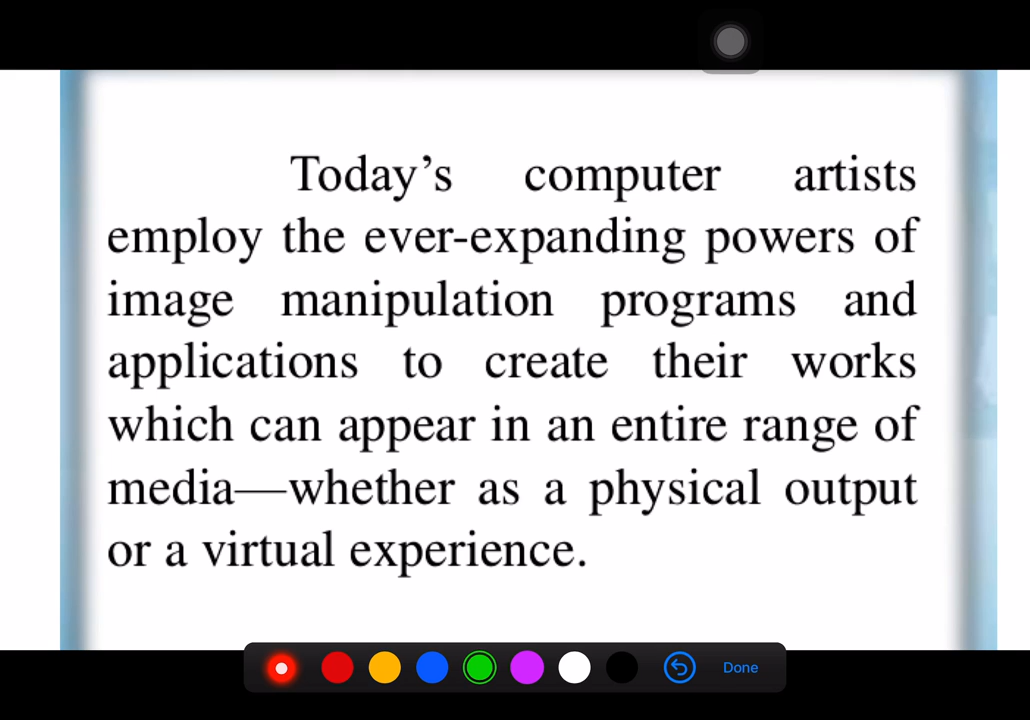 Today’s computer artists
employ the ever-expanding powers of
image manipulation programs and
applications to create their works
which can appear in an entire range of
media—whether as a physical output
or a virtual experience.
Done